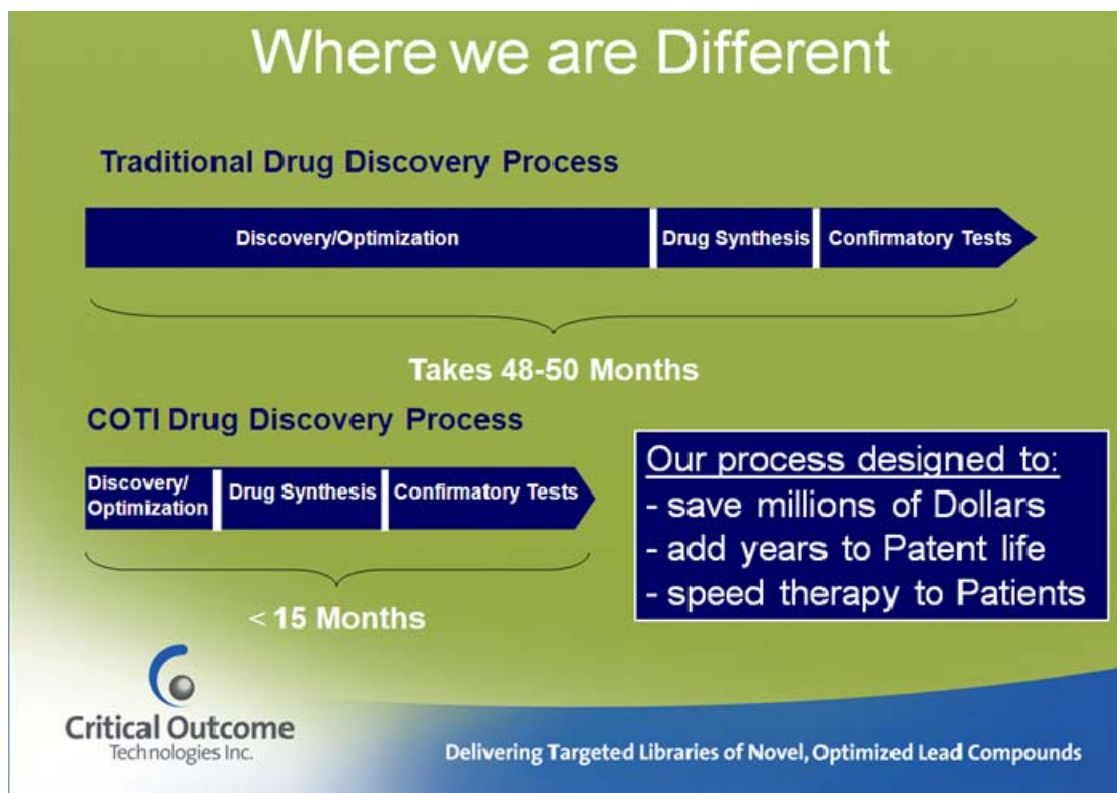 Where we are Different
Traditional Drug Discovery Process
Discovery/Optimization
Drug Synthesis
Confirmatory Tests
Takes 48-50 Months
COTI Drug Discovery Process
Discovery/
Optimization
Drug Synthesis
Confirmatory Tests
< 15 Months
Our process designed to:
- save millions of Dollars
- add years to Patent life
- speed therapy to Patients
Critical Outcome
Technologies Inc.
Delivering Targeted Libraries of Novel, Optimized Lead Compounds